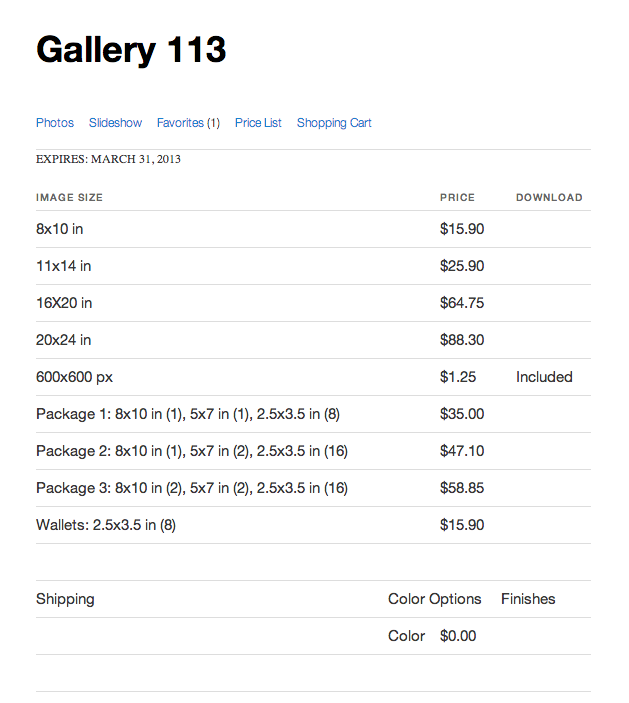 Gallery 113
Photos Slideshow Favorites (1) Price List Shopping Cart
EXPIRES: MARCH 31, 2013
IMAGE SIZE PRICE DOWNLOAD
8x10 in $15.90
11x14 in $25.90
16X20 in $64.75
20x24 in $88.30
600x600 px $1.25 Included
Package 1: 8x10 in (1), 5x7 in (1), 2.5x3.5 in (8) $35.00
Package 2: 8x10 in (1), 5x7 in (2), 2.5x3.5 in (16) $47.10
Package 3: 8x10 in (2), 5x7 in (2), 2.5x3.5 in (16) $58.85
Wallets: 2.5x3.5 in (8) $15.90
Shipping Color Options Finishes
Color $0.00